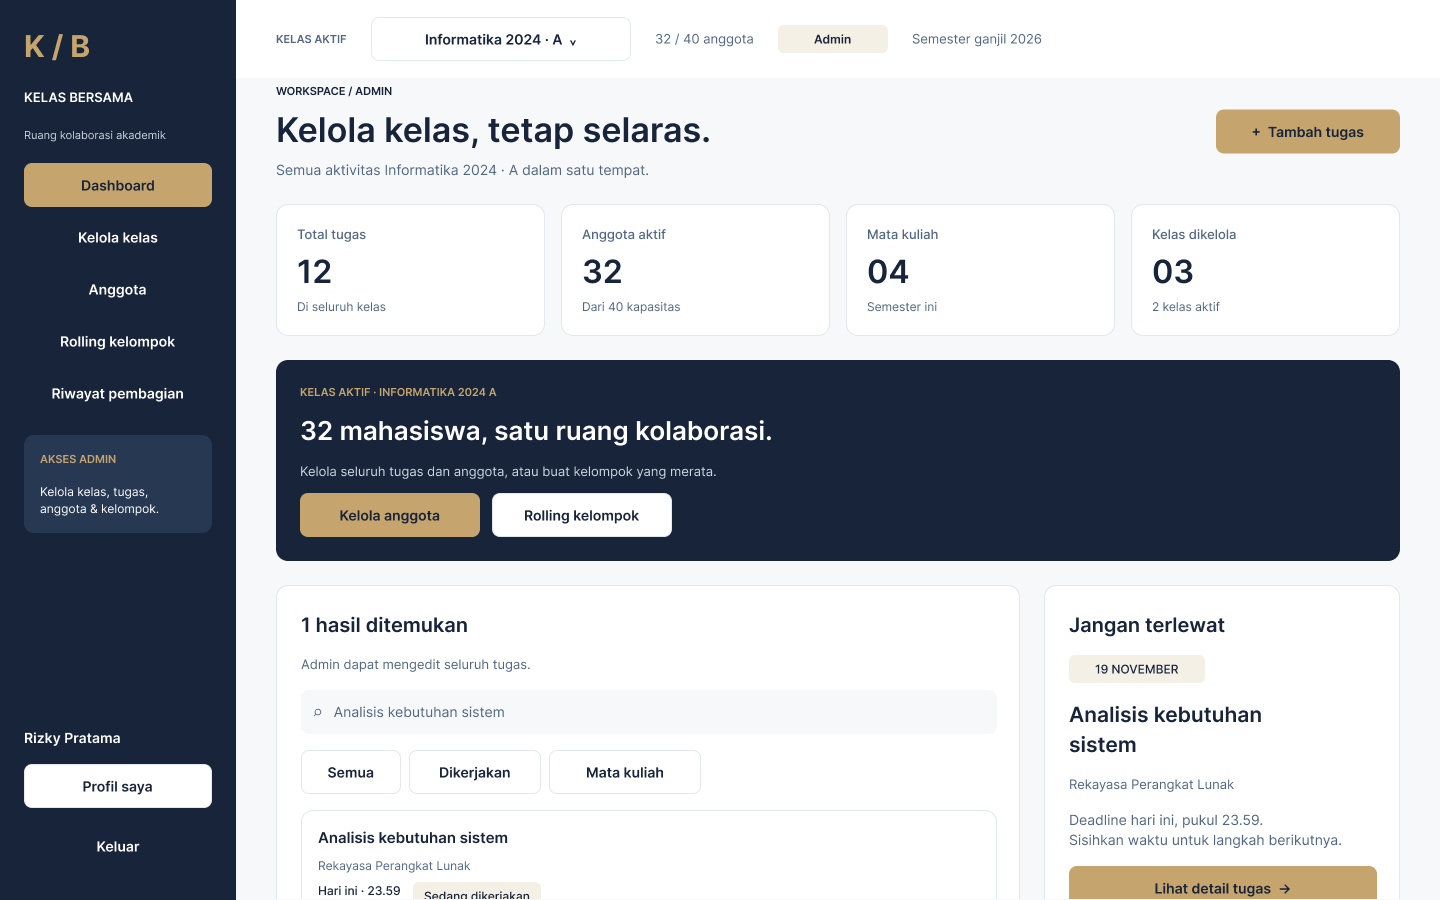 K / B
KELAS BERSAMA
Ruang kolaborasi akademik
Dashboard
Kelola kelas
Anggota
Rolling kelompok
Riwayat pembagian
AKSES ADMIN
Kelola kelas, tugas,
anggota & kelompok.
Rizky Pratama
Profil saya
Keluar
KELAS AKTIF
Informatika 2024 · A
32 / 40 anggota
Admin
Semester ganjil 2026
WORKSPACE / ADMIN
Kelola kelas, tetap selaras.
Semua aktivitas Informatika 2024 · A dalam satu tempat.
+ Tambah tugas
Total tugas
12
Di seluruh kelas
Anggota aktif
32
Dari 40 kapasitas
Mata kuliah
04
Semester ini
Kelas dikelola
03
2 kelas aktif
KELAS AKTIF · INFORMATIKA 2024 A
32 mahasiswa, satu ruang kolaborasi.
Kelola seluruh tugas dan anggota, atau buat kelompok yang merata.
Kelola anggota
Rolling kelompok
1 hasil ditemukan
Admin dapat mengedit seluruh tugas.
Analisis kebutuhan sistem
Semua
Dikerjakan
Mata kuliah
Analisis kebutuhan sistem
Rekayasa Perangkat Lunak
Hari ini · 23.59
Sedang dikerjakan
Jangan terlewat
19 NOVEMBER
Analisis kebutuhan
sistem
Rekayasa Perangkat Lunak
Deadline hari ini, pukul 23.59.
Sisihkan waktu untuk langkah berikutnya.
Lihat detail tugas →